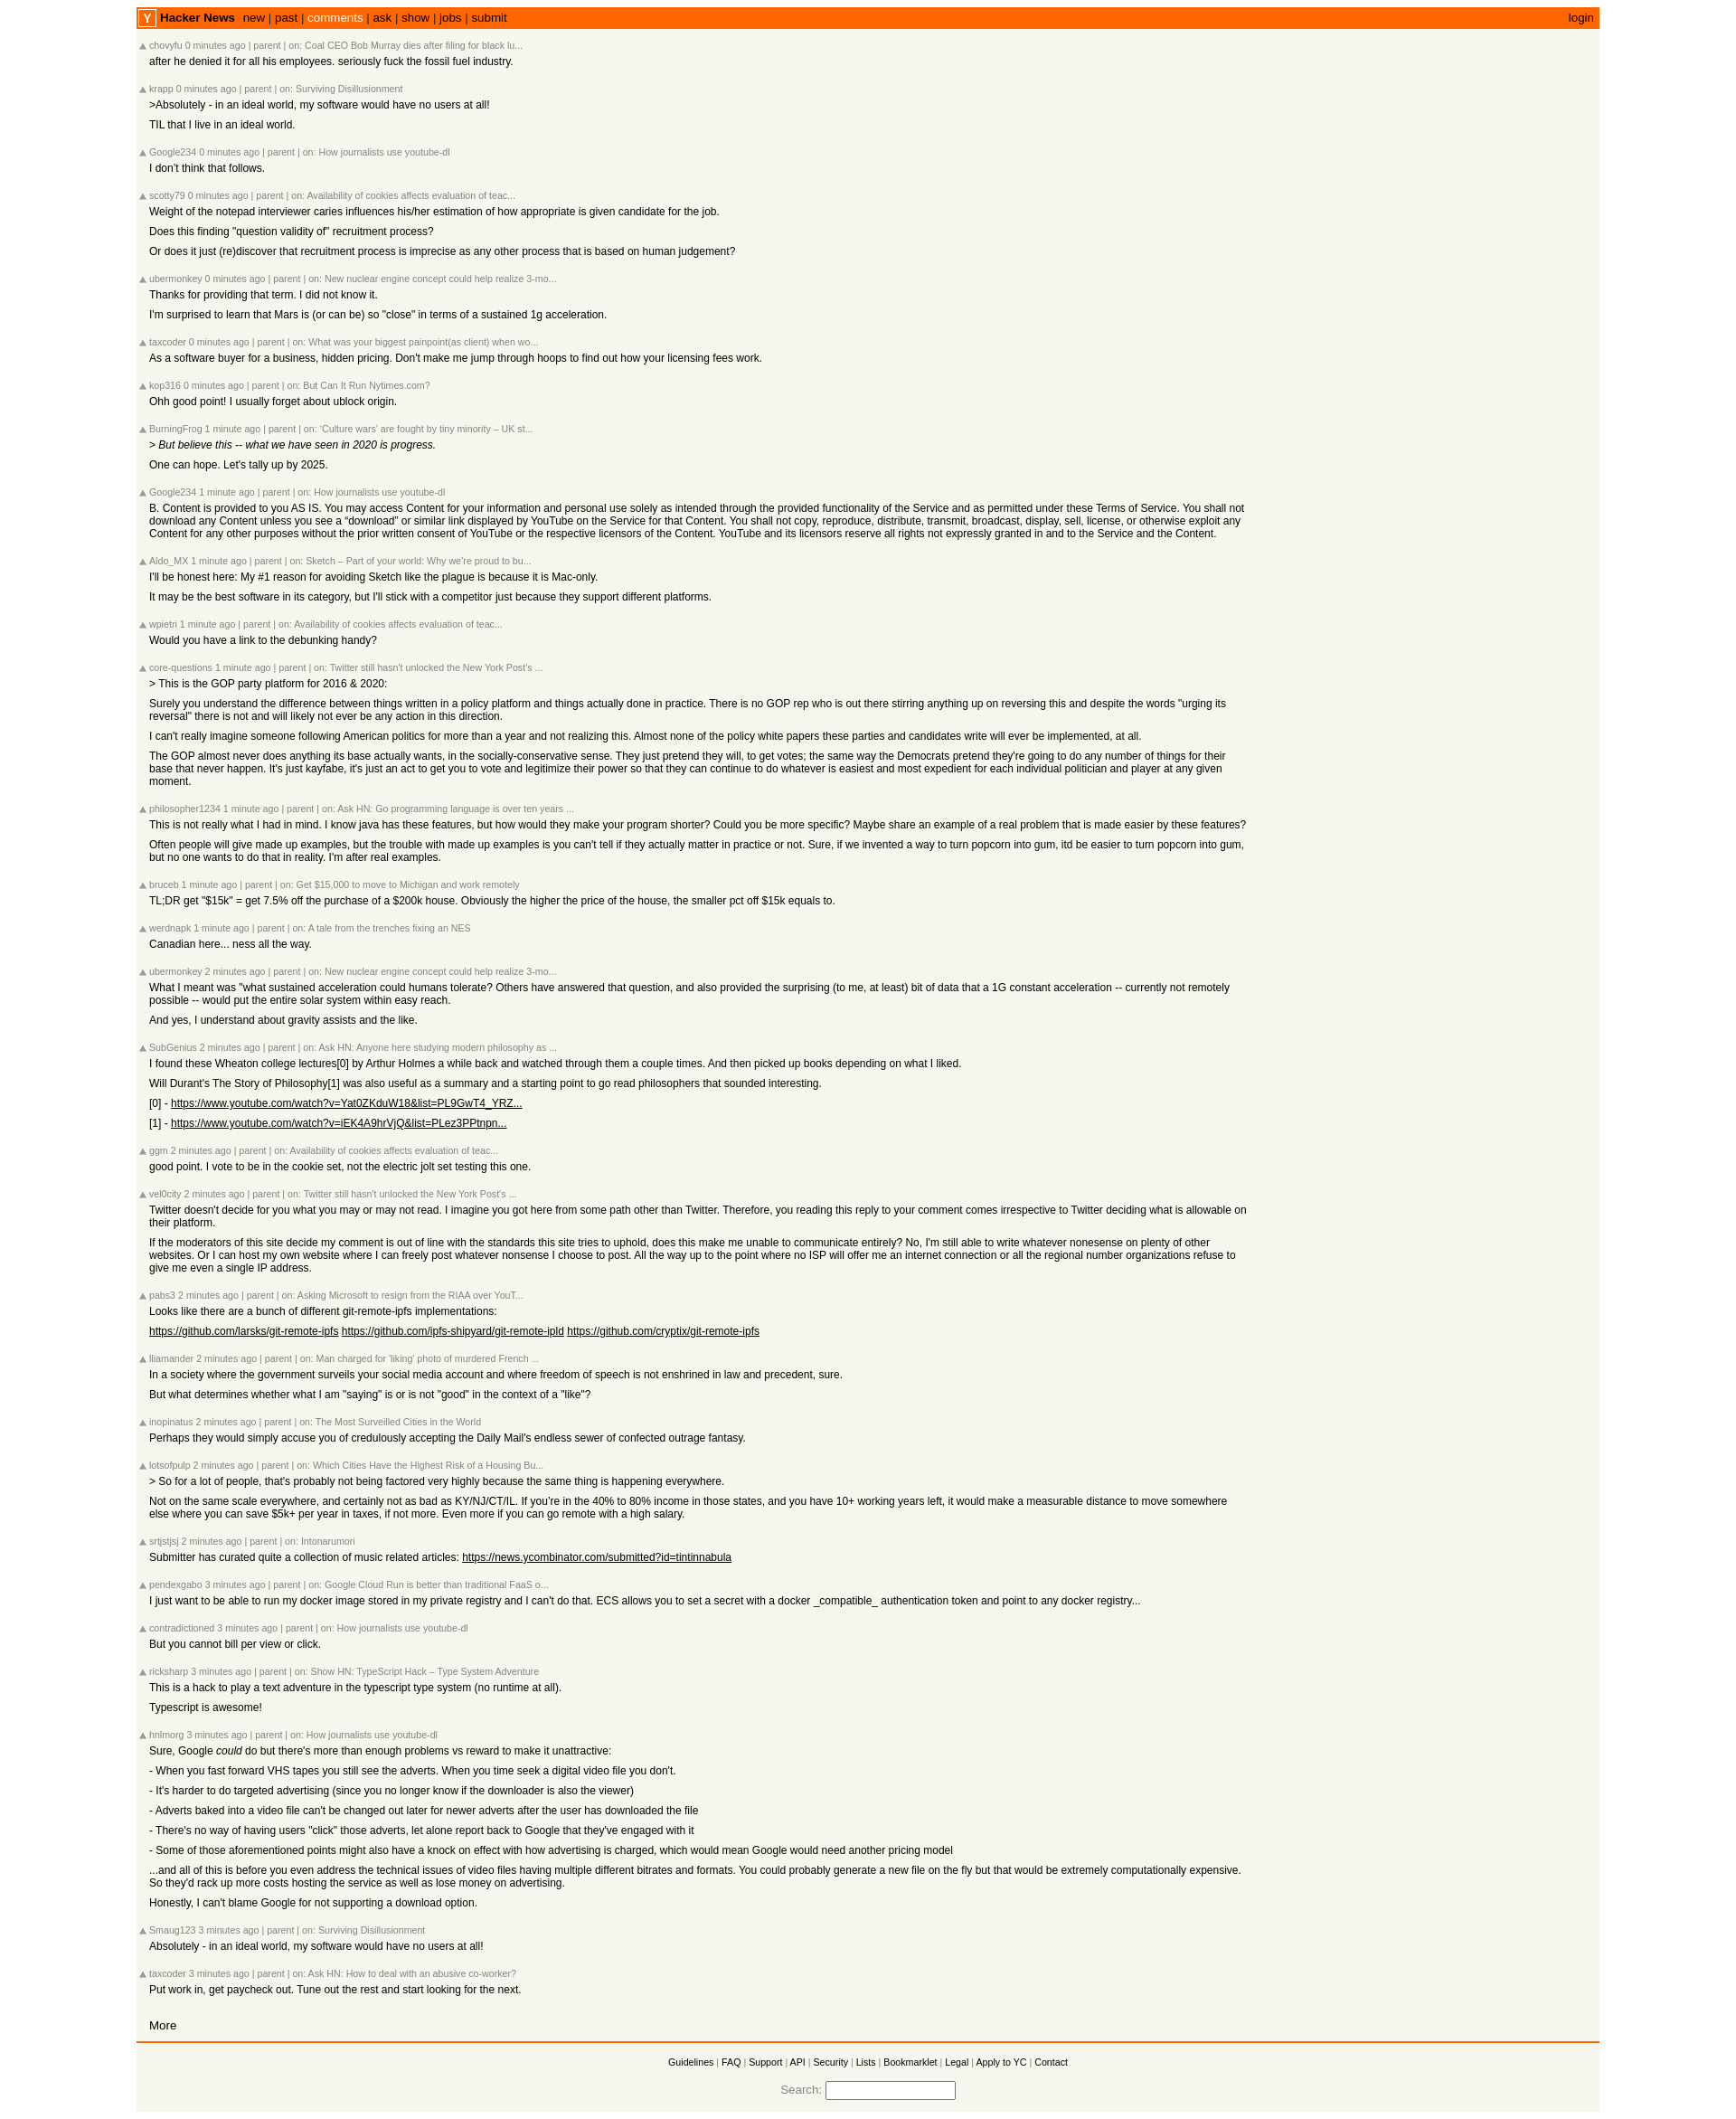 Y Hacker News new | past | comments | ask | show | jobs | submit login
chovyfu 0 minutes ago | parent | on: Coal CEO Bob Murray dies after filing for black lu...
after he denied it for all his employees. seriously fuck the fossil fuel industry.
krapp 0 minutes ago | parent | on: Surviving Disillusionment
>Absolutely - in an ideal world, my software would have no users at all!
TIL that I live in an ideal world.
Google234 0 minutes ago | parent | on: How journalists use youtube-dl
I don't think that follows.
scotty79 0 minutes ago | parent | on: Availability of cookies affects evaluation of teac...
Weight of the notepad interviewer caries influences his/her estimation of how appropriate is given candidate for the job.
Does this finding "question validity of" recruitment process?
Or does it just (re)discover that recruitment process is imprecise as any other process that is based on human judgement?
ubermonkey 0 minutes ago | parent | on: New nuclear engine concept could help realize 3-mo...
Thanks for providing that term. I did not know it.
I'm surprised to learn that Mars is (or can be) so "close" in terms of a sustained 1g acceleration.
taxcoder 0 minutes ago | parent | on: What was your biggest painpoint(as client) when wo...
As a software buyer for a business, hidden pricing. Don't make me jump through hoops to find out how your licensing fees work.
kop316 0 minutes ago | parent | on: But Can It Run Nytimes.com?
Ohh good point! I usually forget about ublock origin.
BurningFrog 1 minute ago | parent | on: 'Culture wars' are fought by tiny minority – UK st...
> But believe this -- what we have seen in 2020 is progress.
One can hope. Let's tally up by 2025.
Google234 1 minute ago | parent | on: How journalists use youtube-dl
B. Content is provided to you AS IS. You may access Content for your information and personal use solely as intended through the provided functionality of the Service and as permitted under these Terms of Service. You shall not
download any Content unless you see a “download” or similar link displayed by YouTube on the Service for that Content. You shall not copy, reproduce, distribute, transmit, broadcast, display, sell, license, or otherwise exploit any
Content for any other purposes without the prior written consent of YouTube or the respective licensors of the Content. YouTube and its licensors reserve all rights not expressly granted in and to the Service and the Content.
Aldo_MX 1 minute ago | parent | on: Sketch – Part of your world: Why we're proud to bu...
I'll be honest here: My #1 reason for avoiding Sketch like the plague is because it is Mac-only.
It may be the best software in its category, but I'll stick with a competitor just because they support different platforms.
wpietri 1 minute ago | parent | on: Availability of cookies affects evaluation of teac...
Would you have a link to the debunking handy?
core-questions 1 minute ago | parent | on: Twitter still hasn't unlocked the New York Post's ...
> This is the GOP party platform for 2016 & 2020:
Surely you understand the difference between things written in a policy platform and things actually done in practice. There is no GOP rep who is out there stirring anything up on reversing this and despite the words "urging its
reversal" there is not and will likely not ever be any action in this direction.
I can't really imagine someone following American politics for more than a year and not realizing this. Almost none of the policy white papers these parties and candidates write will ever be implemented, at all.
The GOP almost never does anything its base actually wants, in the socially-conservative sense. They just pretend they will, to get votes; the same way the Democrats pretend they're going to do any number of things for their
base that never happen. It's just kayfabe, it's just an act to get you to vote and legitimize their power so that they can continue to do whatever is easiest and most expedient for each individual politician and player at any given
moment.
philosopher1234 1 minute ago | parent | on: Ask HN: Go programming language is over ten years ...
This is not really what I had in mind. I know java has these features, but how would they make your program shorter? Could you be more specific? Maybe share an example of a real problem that is made easier by these features?
Often people will give made up examples, but the trouble with made up examples is you can't tell if they actually matter in practice or not. Sure, if we invented a way to turn popcorn into gum, itd be easier to turn popcorn into gum,
but no one wants to do that in reality. I'm after real examples.
bruceb 1 minute ago | parent | on: Get $15,000 to move to Michigan and work remotely
TL;DR get "$15k" = get 7.5% off the purchase of a $200k house. Obviously the higher the price of the house, the smaller pct off $15k equals to.
werdnapk 1 minute ago | parent | on: A tale from the trenches fixing an NES
Canadian here... ness all the way.
ubermonkey 2 minutes ago | parent | on: New nuclear engine concept could help realize 3-mo...
What I meant was "what sustained acceleration could humans tolerate? Others have answered that question, and also provided the surprising (to me, at least) bit of data that a 1G constant acceleration -- currently not remotely
possible -- would put the entire solar system within easy reach.
And yes, I understand about gravity assists and the like.
SubGenius 2 minutes ago | parent | on: Ask HN: Anyone here studying modern philosophy as ...
I found these Wheaton college lectures[0] by Arthur Holmes a while back and watched through them a couple times. And then picked up books depending on what I liked.
Will Durant's The Story of Philosophy[1] was also useful as a summary and a starting point to go read philosophers that sounded interesting.
[0] - https://www.youtube.com/watch?v=Yat0ZKduW18&list=PL9GwT4_YRZ...
[1] - https://www.youtube.com/watch?v=iEK4A9hrVjQ&list=PLez3PPtnpn...
ggm 2 minutes ago | parent | on: Availability of cookies affects evaluation of teac...
good point. I vote to be in the cookie set, not the electric jolt set testing this one.
vel0city 2 minutes ago | parent | on: Twitter still hasn't unlocked the New York Post's ...
Twitter doesn't decide for you what you may or may not read. I imagine you got here from some path other than Twitter. Therefore, you reading this reply to your comment comes irrespective to Twitter deciding what is allowable on
their platform.
If the moderators of this site decide my comment is out of line with the standards this site tries to uphold, does this make me unable to communicate entirely? No, I'm still able to write whatever nonesense on plenty of other
websites. Or I can host my own website where I can freely post whatever nonsense I choose to post. All the way up to the point where no ISP will offer me an internet connection or all the regional number organizations refuse to
give me even a single IP address.
pabs3 2 minutes ago | parent | on: Asking Microsoft to resign from the RIAA over YouT...
Looks like there are a bunch of different git-remote-ipfs implementations:
https://github.com/larsks/git-remote-ipfs https://github.com/ipfs-shipyard/git-remote-ipld https://github.com/cryptix/git-remote-ipfs
lliamander 2 minutes ago | parent | on: Man charged for 'liking' photo of murdered French ...
In a society where the government surveils your social media account and where freedom of speech is not enshrined in law and precedent, sure.
But what determines whether what I am "saying" is or is not "good" in the context of a "like"?
inopinatus 2 minutes ago | parent | on: The Most Surveilled Cities in the World
Perhaps they would simply accuse you of credulously accepting the Daily Mail's endless sewer of confected outrage fantasy.
lotsofpulp 2 minutes ago | parent | on: Which Cities Have the Highest Risk of a Housing Bu...
> So for a lot of people, that's probably not being factored very highly because the same thing is happening everywhere.
Not on the same scale everywhere, and certainly not as bad as KY/NJ/CT/IL. If you're in the 40% to 80% income in those states, and you have 10+ working years left, it would make a measurable distance to move somewhere
else where you can save $5k+ per year in taxes, if not more. Even more if you can go remote with a high salary.
srtjstjsj 2 minutes ago | parent | on: Intonarumori
Submitter has curated quite a collection of music related articles: https://news.ycombinator.com/submitted?id=tintinnabula
pendexgabo 3 minutes ago | parent | on: Google Cloud Run is better than traditional FaaS o...
I just want to be able to run my docker image stored in my private registry and I can't do that. ECS allows you to set a secret with a docker _compatible_ authentication token and point to any docker registry...
contradictioned 3 minutes ago | parent | on: How journalists use youtube-dl
But you cannot bill per view or click.
ricksharp 3 minutes ago | parent | on: Show HN: TypeScript Hack – Type System Adventure
This is a hack to play a text adventure in the typescript type system (no runtime at all).
Typescript is awesome!
hnlmorg 3 minutes ago | parent | on: How journalists use youtube-dl
Sure, Google could do but there's more than enough problems vs reward to make it unattractive:
- When you fast forward VHS tapes you still see the adverts. When you time seek a digital video file you don't.
- It's harder to do targeted advertising (since you no longer know if the downloader is also the viewer)
- Adverts baked into a video file can't be changed out later for newer adverts after the user has downloaded the file
- There's no way of having users "click" those adverts, let alone report back to Google that they've engaged with it
- Some of those aforementioned points might also have a knock on effect with how advertising is charged, which would mean Google would need another pricing model
...and all of this is before you even address the technical issues of video files having multiple different bitrates and formats. You could probably generate a new file on the fly but that would be extremely computationally expensive.
So they'd rack up more costs hosting the service as well as lose money on advertising.
Honestly, I can't blame Google for not supporting a download option.
Smaug123 3 minutes ago | parent | on: Surviving Disillusionment
Absolutely - in an ideal world, my software would have no users at all!
taxcoder 3 minutes ago | parent | on: Ask HN: How to deal with an abusive co-worker?
Put work in, get paycheck out. Tune out the rest and start looking for the next.
More
Guidelines | FAQ | Support | API | Security | Lists | Bookmarklet | Legal | Apply to YC | Contact
Search: